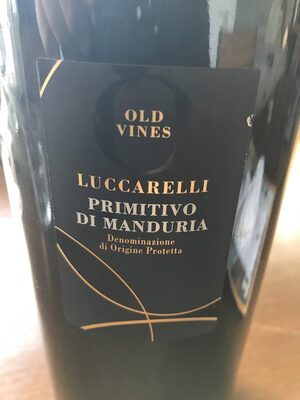 OLD
VINES
LUCCARELLI
PRIMITIVO
DI MANDURIA
Denominazione
di Origine Protetta